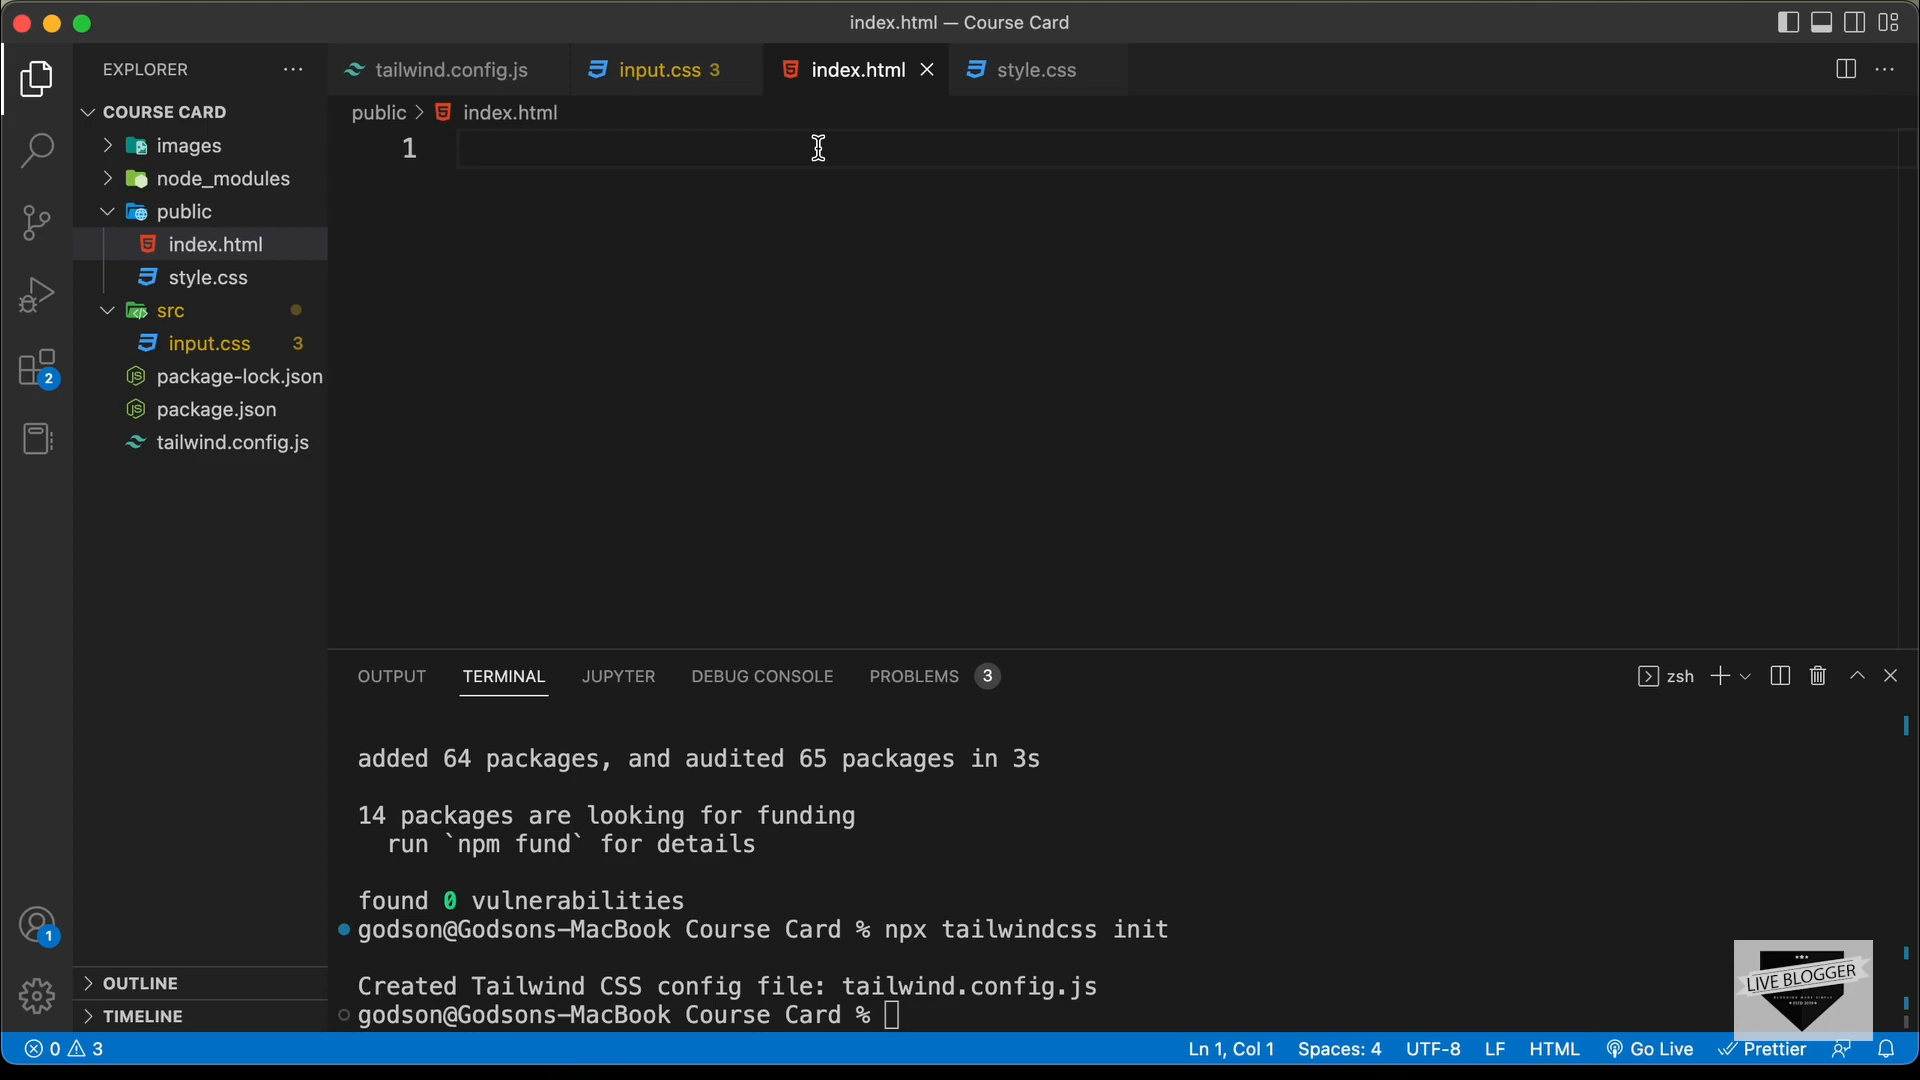 index.html — Course Card
EXPLORER
tailwind.config.js
input.css 3
index.html
style.css
COURSE CARD
public > index.html
images
1
node_modules
public
index.html
style.css
src
input.css 3
2
package-lock.json
package.json
tailwind.config.js
OUTPUT TERMINAL JUPYTER DEBUG CONSOLE PROBLEMS 3
zsh
added 64 packages, and audited 65 packages in 3s
14 packages are looking for funding
run `npm fund` for details
found 0 vulnerabilities
godson@Godsons-MacBook Course Card % npx tailwindcss init
1
Created Tailwind CSS config file: tailwind.config.js
godson@Godsons-MacBook Course Card %
OUTLINE
TIMELINE
LIVE BLOGGER
0 3
Ln 1, Col 1 Spaces: 4 UTF-8 LF HTML Go Live Prettier